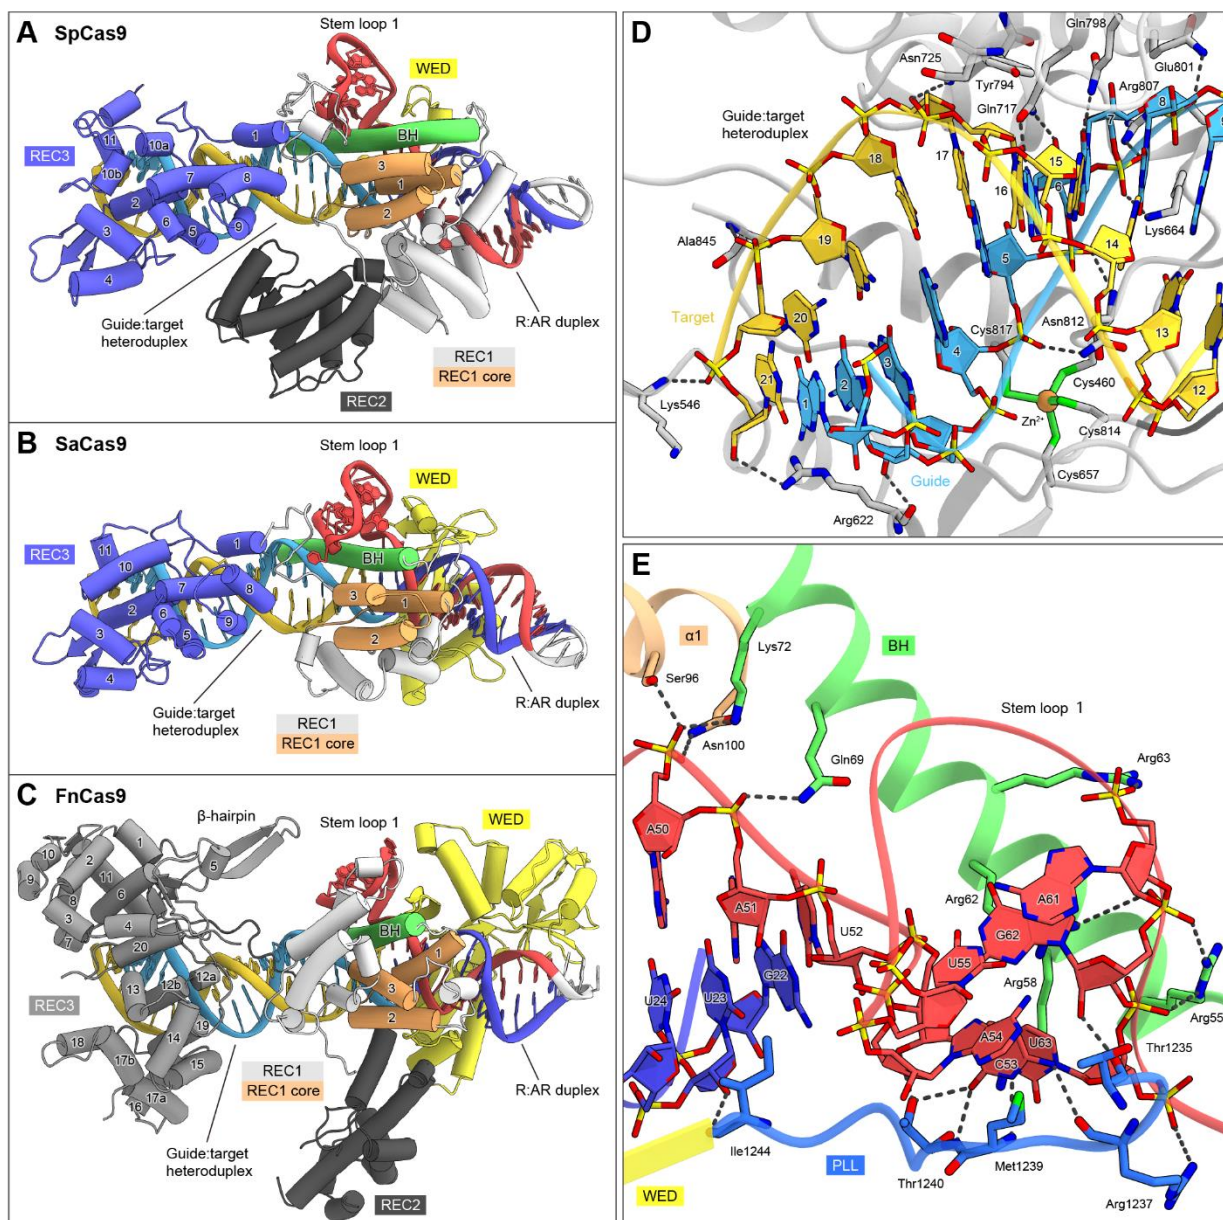 A SpCas9
Stem loop 1
WED
REC3
11
10a
1
BH
10b
7
8
3
1
2
2
6
5
9
3
4
Guide:target
heteroduplex
R:AR duplex
REC1
REC1 core
REC2
B SaCas9
Stem loop 1
WED
REC3
11
10
1
BH
7
8
3
1
2
2
6
5
9
3
4
Guide:target
heteroduplex
R:AR duplex
REC1
REC1 core
C FnCas9
β-hairpin
Stem loop 1
WED
10
9
2
1
11
5
8
6
3
4
7
20
BH
1
3
2
REC3
12a
12b
13
19
14
18
17b
15
17a
16
REC1
REC1 core
R:AR duplex
Guide:target
heteroduplex
REC2
D
Gln798
Asn725
Tyr794
Glu801
Gln717
Arg807
Guide:target
heteroduplex
8
7
9
18
17
15
16
6
Lys664
Ala845
19
5
14
Target
20
Cys817
Asn812
13
4
3
21
2
1
Cys460
12
Lys546
Zn2+
Cys814
Cys657
Guide
Arg622
E
α1
Lys72
BH
Ser96
Stem loop 1
Asn100
Gln69
Arg63
A50
A51
Arg62
A61
U52
G62
U55
G22
U23
U24
Arg58
Arg55
A54
U63
C53
Thr1235
Ile1244
WED
PLL
Thr1240
Met1239
Arg1237